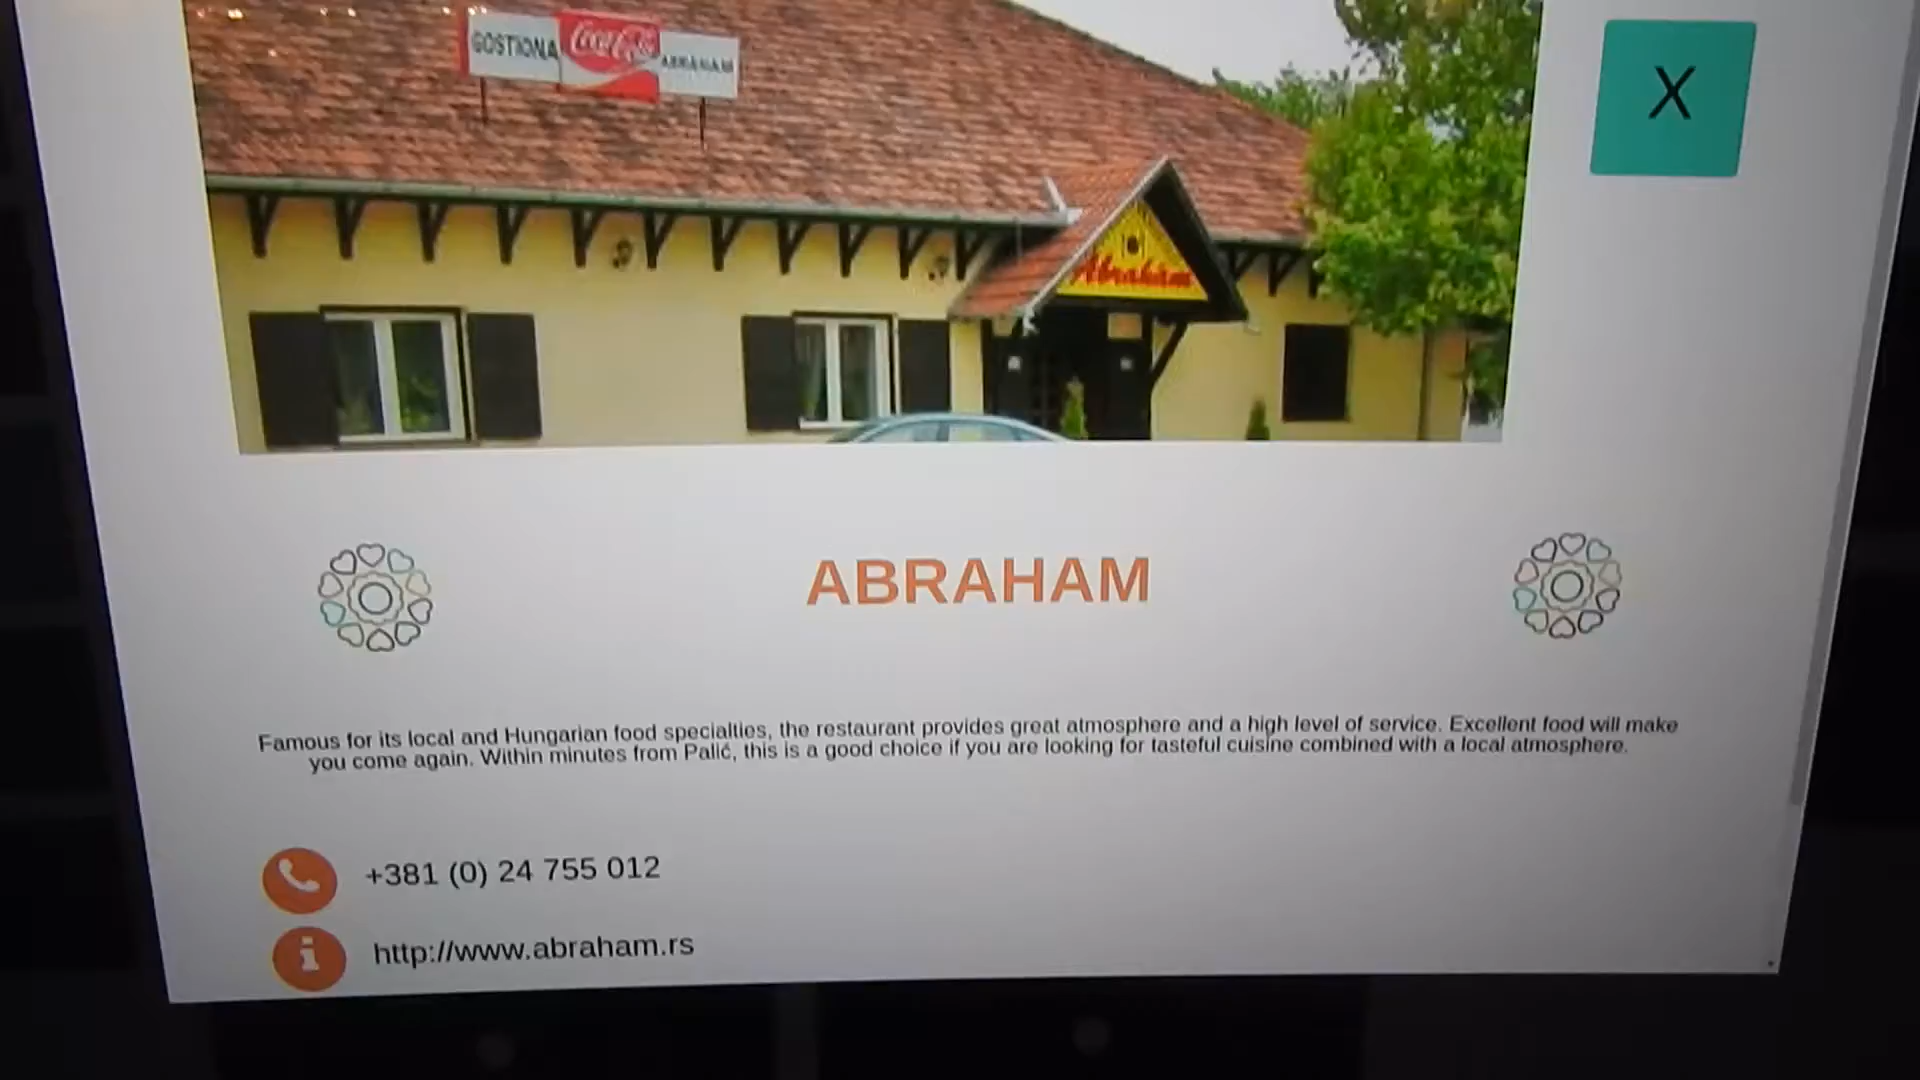 GOSTIONA Coca-Cola ABRAHAM
Abraham
X
ABRAHAM
Famous for its local and Hungarian food specialties, the restaurant provides great atmosphere and a high level of service. Excellent food will make
you come again. Within minutes from Palić, this is a good choice if you are looking for tasteful cuisine combined with a local atmosphere.
+381 (0) 24 755 012
http://www.abraham.rs